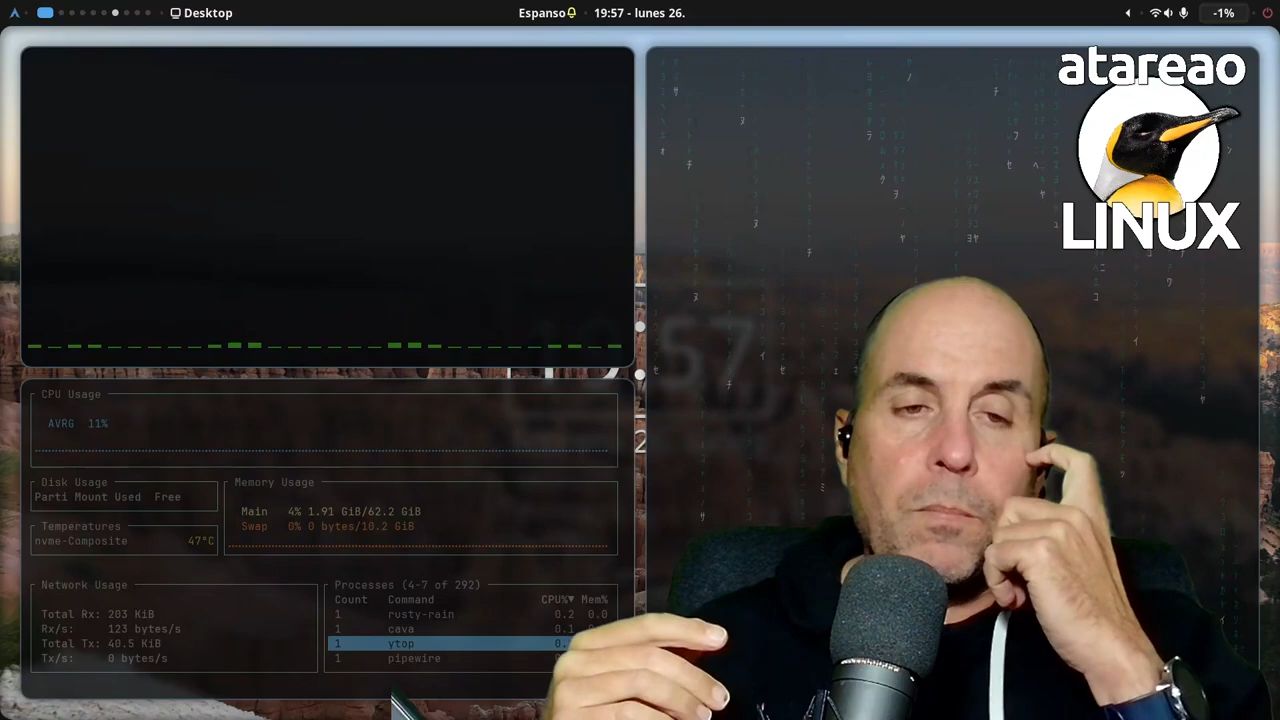 Desktop
Espanso
19:57 - lunes 26.
-1%
atareao
LINUX
CPU Usage
AVRG 11%
Disk Usage
Parti Mount Used Free
Temperatures
nvme-Composite 47°C
Memory Usage
Main 4% 1.91 GiB/62.2 GiB
Swap 0% 0 bytes/10.2 GiB
Network Usage
Total Rx: 203 KiB
Rx/s: 123 bytes/s
Total Tx: 40.5 KiB
Tx/s: 0 bytes/s
Processes (4-7 of 292)
Count Command CPU%▼ Mem%
1 rusty-rain 0.2 0.0
1 cava 0.1
1 ytop
1 pipewire